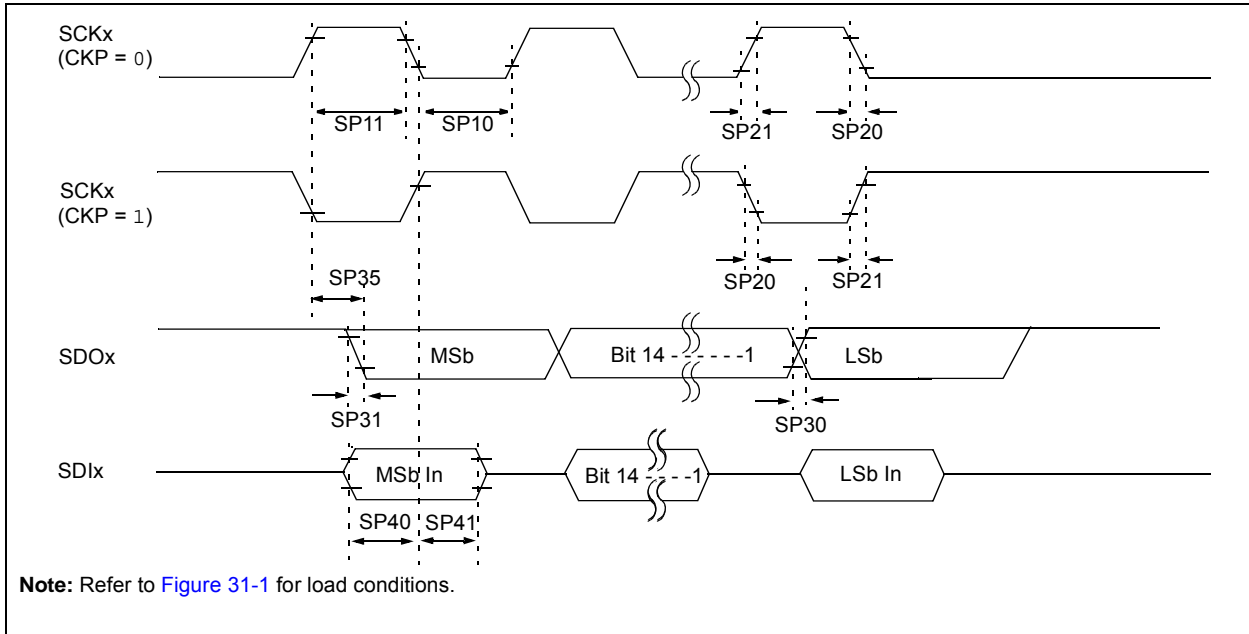 SCKx
(CKP = 0)
SP11
SP10
SP21
SP20
SCKx
(CKP = 1)
SP35
SP20
SP21
SDOx
MSb
Bit 14 - - - - - -1
LSb
SP31
SP30
SDIx
MSb In
Bit 14 - - - -1
LSb In
SP40
SP41
Note: Refer to Figure 31-1 for load conditions.